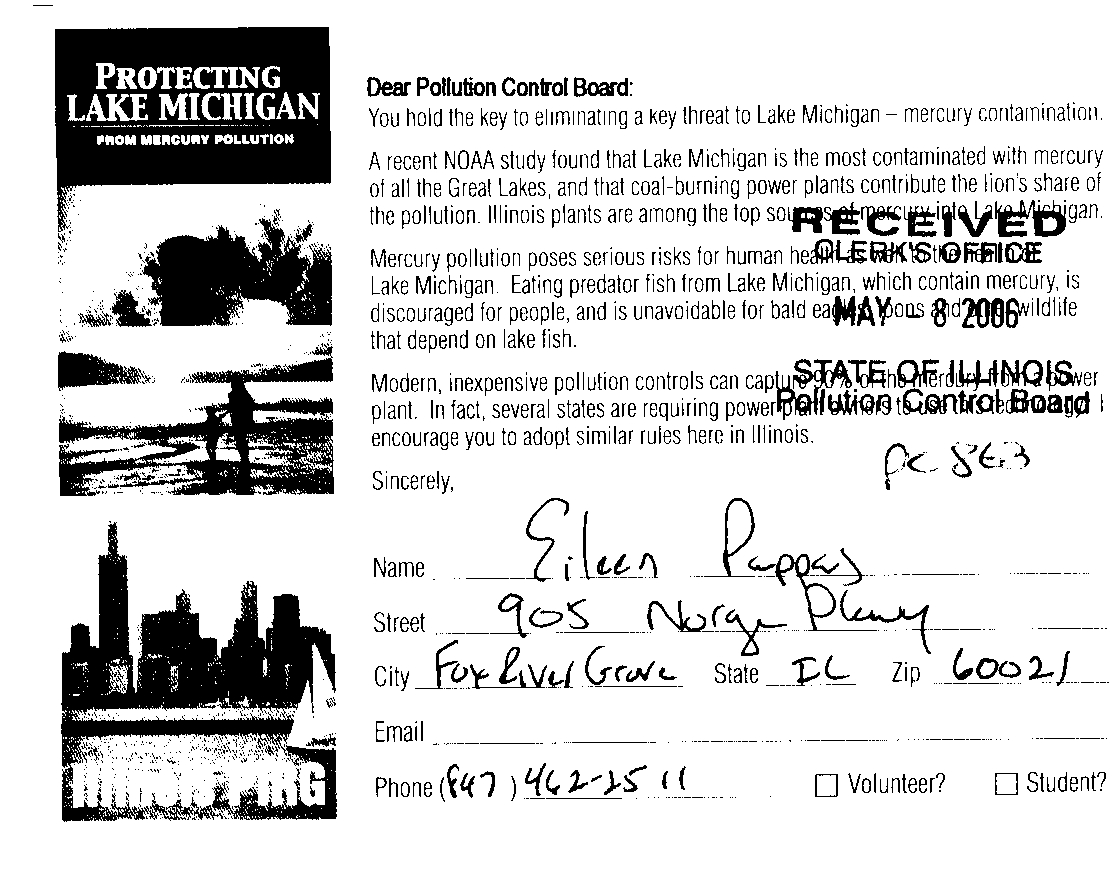 PROTECTING
LAKE MICHIGAN
FROM MERCURY POLLUTION
Dear Pollution Control Board:
You hold the key to eliminating a key threat to Lake Michigan – mercury contamination.
A recent NOAA study found that Lake Michigan is the most contaminated with mercury
of all the Great Lakes, and that coal-burning power plants contribute the lion's share of
the pollution. Illinois plants are among the top sources of mercury into Lake Michigan.
RECEIVED
CLERK'S OFFICE
MAY - 8 2006
STATE OF ILLINOIS
Pollution Control Board
Mercury pollution poses serious risks for human health as well to the
Lake Michigan. Eating predator fish from Lake Michigan, which contain mercury, is
discouraged for people, and is unavoidable for bald eagles, loons and wildlife
that depend on lake fish.
Modern, inexpensive pollution controls can capture 90% of the mercury from a power
plant. In fact, several states are requiring power plant owners to use this technology. I
encourage you to adopt similar rules here in Illinois.
PC 863
Sincerely,
Name Eileen Pappas
Street 905 Norge Pkwy
City Fox River Grove State IL Zip 60021
Email
Phone (847) 462-2511
Volunteer? Student?
ILLINOIS PIRG